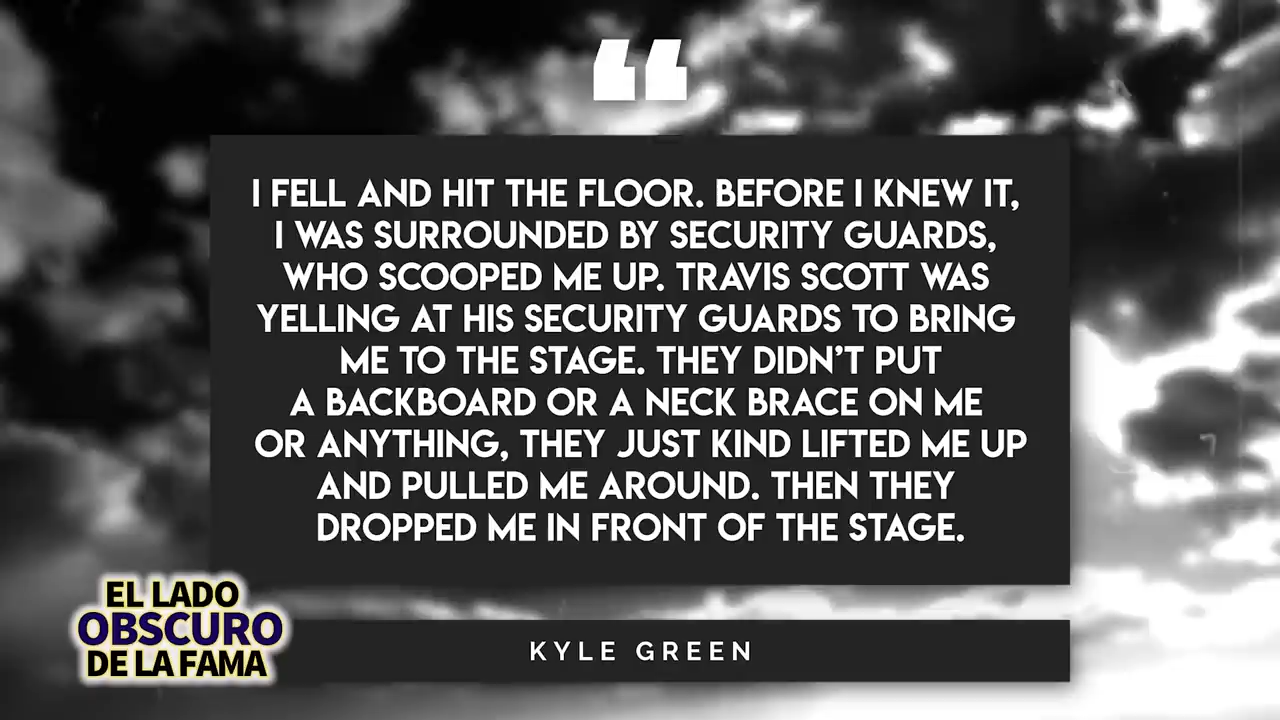 “
I FELL AND HIT THE FLOOR. BEFORE I KNEW IT,
I WAS SURROUNDED BY SECURITY GUARDS,
WHO SCOOPED ME UP. TRAVIS SCOTT WAS
YELLING AT HIS SECURITY GUARDS TO BRING
ME TO THE STAGE. THEY DIDN’T PUT
A BACKBOARD OR A NECK BRACE ON ME
OR ANYTHING, THEY JUST KIND LIFTED ME UP
AND PULLED ME AROUND. THEN THEY
DROPPED ME IN FRONT OF THE STAGE.
KYLE GREEN
EL LADO
OBSCURO
DE LA FAMA